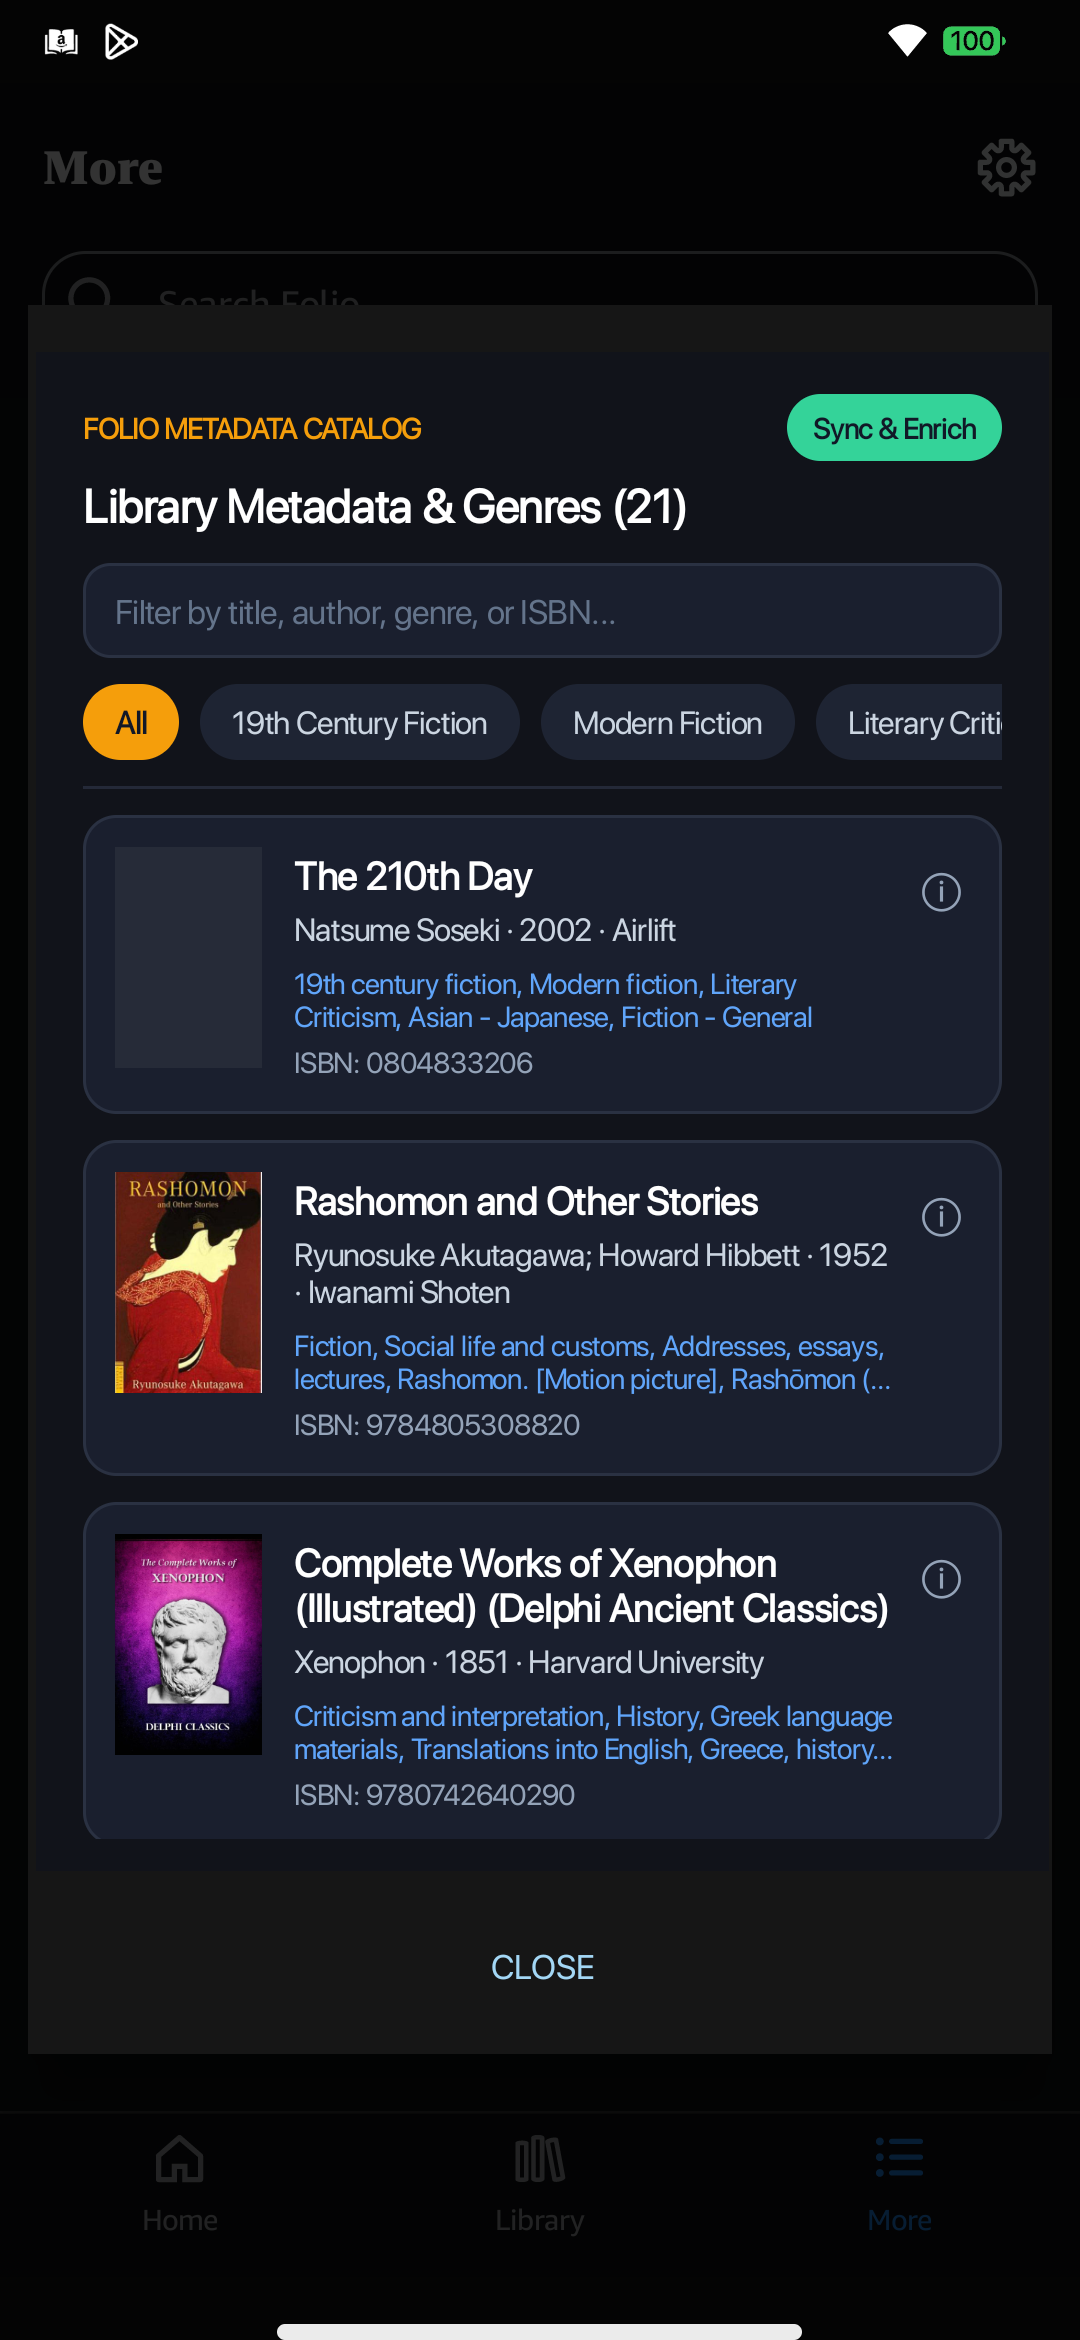 100
More
Search Folio
FOLIO METADATA CATALOG
Sync & Enrich
Library Metadata & Genres (21)
Filter by title, author, genre, or ISBN...
All
19th Century Fiction
Modern Fiction
Literary Criti
The 210th Day
Natsume Soseki · 2002 · Airlift
19th century fiction, Modern fiction, Literary
Criticism, Asian - Japanese, Fiction - General
ISBN: 0804833206
RASHOMON
and Other Stories
Ryunosuke Akutagawa
Rashomon and Other Stories
Ryunosuke Akutagawa; Howard Hibbett · 1952
· Iwanami Shoten
Fiction, Social life and customs, Addresses, essays,
lectures, Rashomon. [Motion picture], Rashōmon (...
ISBN: 9784805308820
The Complete Works of
XENOPHON
DELPHI CLASSICS
Complete Works of Xenophon
(Illustrated) (Delphi Ancient Classics)
Xenophon · 1851 · Harvard University
Criticism and interpretation, History, Greek language
materials, Translations into English, Greece, history...
ISBN: 9780742640290
CLOSE
Home
Library
More